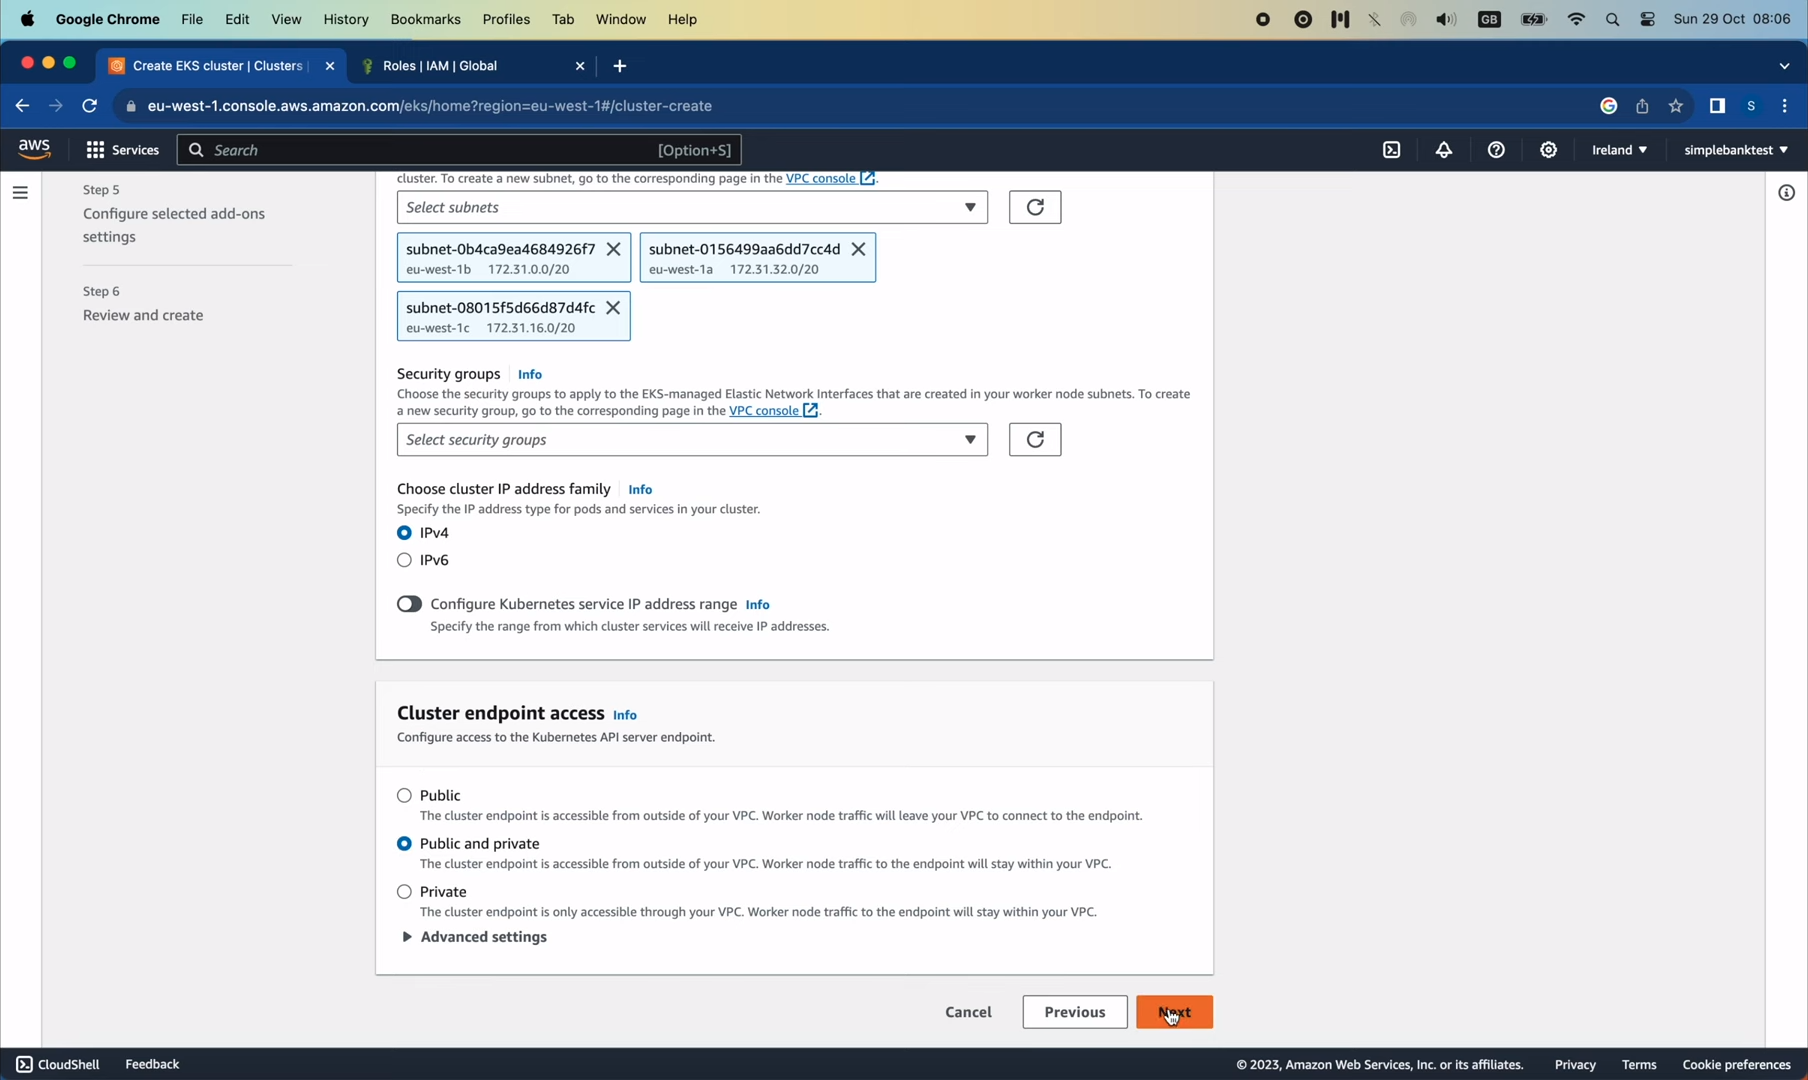 Google Chrome File Edit View History Bookmarks Profiles Tab Window Help GB Sun 29 Oct 08:06
Create EKS cluster | Clusters Roles | IAM | Global
eu-west-1.console.aws.amazon.com/eks/home?region=eu-west-1#/cluster-create S
aws Services Search [Option+S] Ireland simplebanktest
Step 5
Configure selected add-ons
settings
Step 6
Review and create
cluster. To create a new subnet, go to the corresponding page in the VPC console.
Select subnets
subnet-0b4ca9ea4684926f7
eu-west-1b 172.31.0.0/20
subnet-0156499aa6dd7cc4d
eu-west-1a 172.31.32.0/20
subnet-08015f5d66d87d4fc
eu-west-1c 172.31.16.0/20
Security groups Info
Choose the security groups to apply to the EKS-managed Elastic Network Interfaces that are created in your worker node subnets. To create
a new security group, go to the corresponding page in the VPC console.
Select security groups
Choose cluster IP address family Info
Specify the IP address type for pods and services in your cluster.
IPv4
IPv6
Configure Kubernetes service IP address range Info
Specify the range from which cluster services will receive IP addresses.
Cluster endpoint access Info
Configure access to the Kubernetes API server endpoint.
Public
The cluster endpoint is accessible from outside of your VPC. Worker node traffic will leave your VPC to connect to the endpoint.
Public and private
The cluster endpoint is accessible from outside of your VPC. Worker node traffic to the endpoint will stay within your VPC.
Private
The cluster endpoint is only accessible through your VPC. Worker node traffic to the endpoint will stay within your VPC.
Advanced settings
Cancel Previous Next
CloudShell Feedback © 2023, Amazon Web Services, Inc. or its affiliates. Privacy Terms Cookie preferences